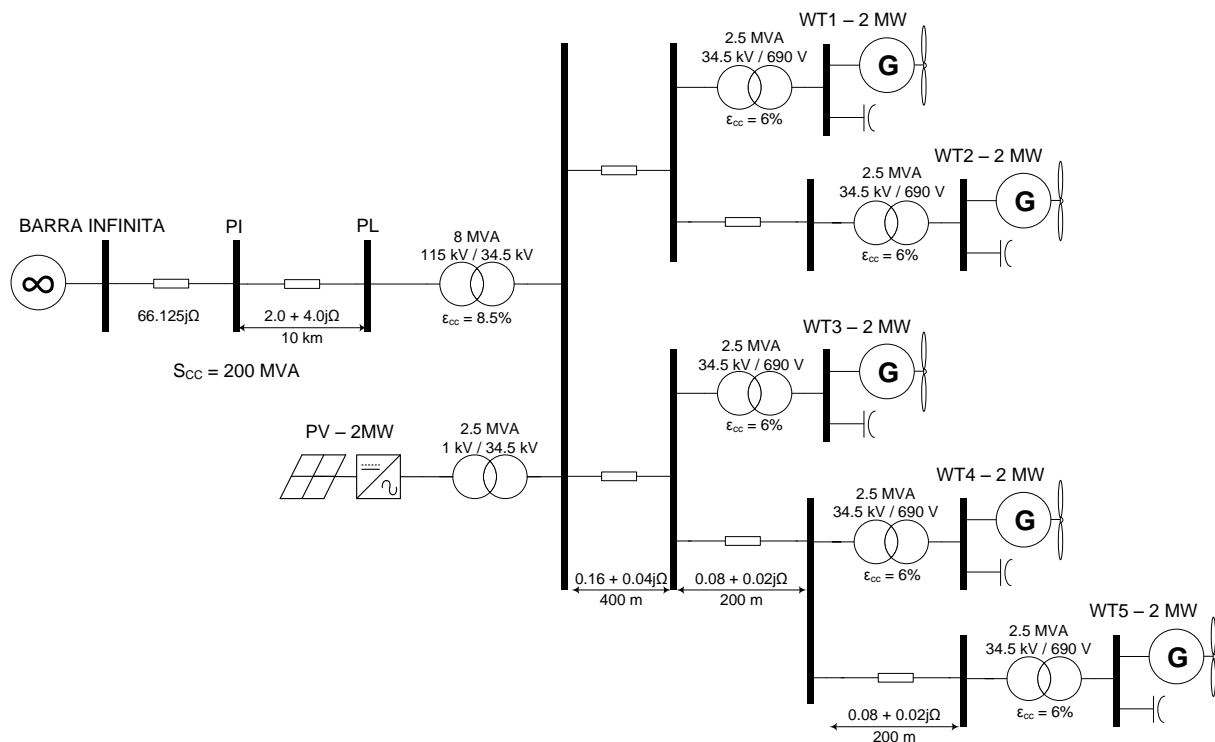 WT1 – 2 MW
2.5 MVA
34.5 kV / 690 V
G
εcc = 6%
WT2 – 2 MW
2.5 MVA
34.5 kV / 690 V
G
εcc = 6%
BARRA INFINITA
PI
PL
8 MVA
115 kV / 34.5 kV
∞
εcc = 8.5%
66.125jΩ
2.0 + 4.0jΩ
10 km
SCC = 200 MVA
WT3 – 2 MW
2.5 MVA
34.5 kV / 690 V
G
εcc = 6%
PV – 2MW
2.5 MVA
1 kV / 34.5 kV
WT4 – 2 MW
2.5 MVA
34.5 kV / 690 V
G
εcc = 6%
0.16 + 0.04jΩ
400 m
0.08 + 0.02jΩ
200 m
WT5 – 2 MW
2.5 MVA
34.5 kV / 690 V
G
εcc = 6%
0.08 + 0.02jΩ
200 m